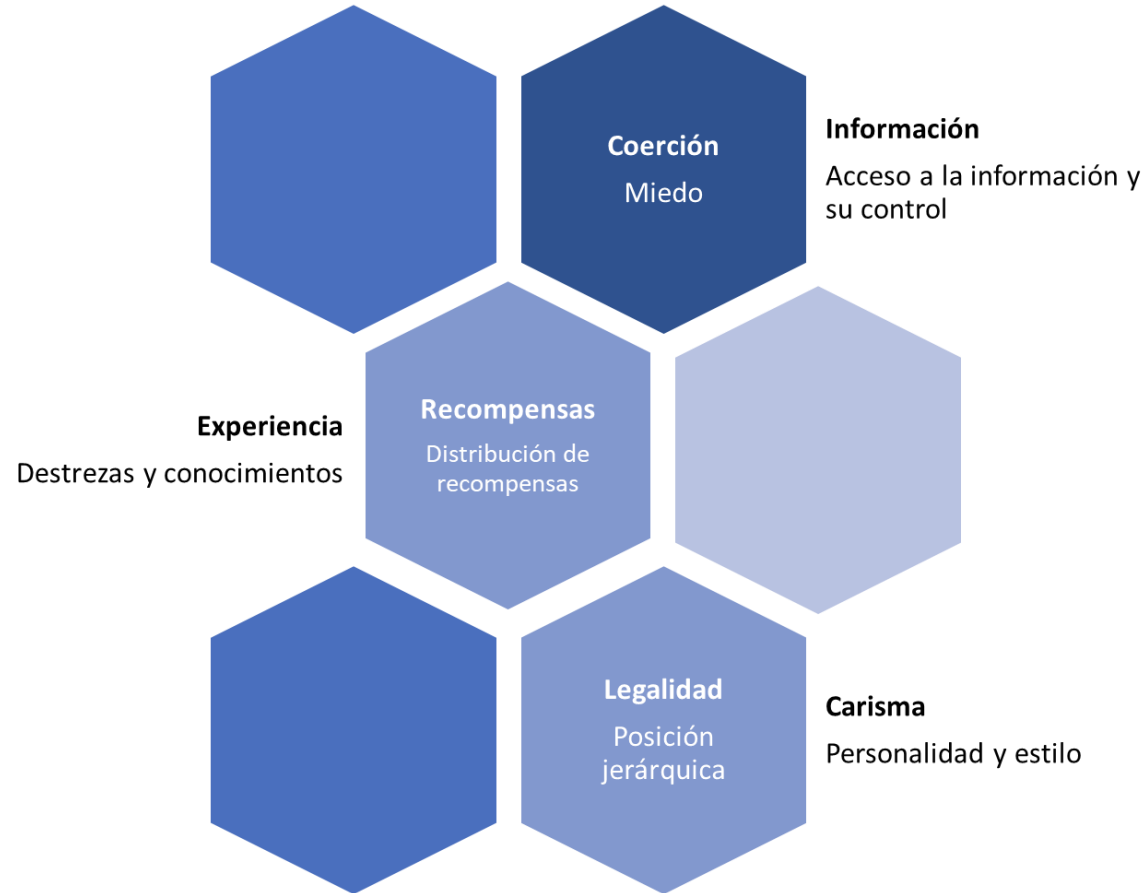 Coerción
Miedo
Información
Acceso a la información y
su control
Experiencia
Destrezas y conocimientos
Recompensas
Distribución de
recompensas
Legalidad
Posición
jerárquica
Carisma
Personalidad y estilo